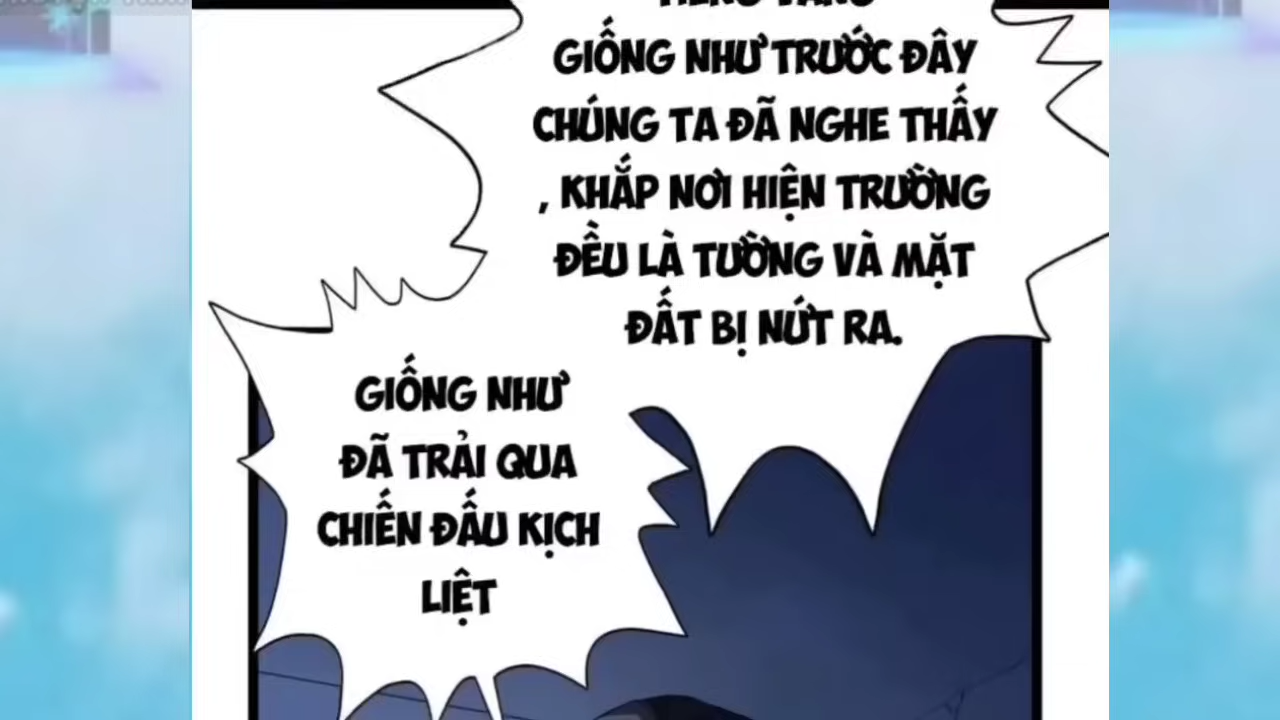 GIỐNG NHƯ TRƯỚC ĐÂY
CHÚNG TA ĐÃ NGHE THẤY
, KHẮP NƠI HIỆN TRƯỜNG
ĐỀU LÀ TƯỜNG VÀ MẶT
ĐẤT BỊ NỨT RA.
GIỐNG NHƯ
ĐÃ TRẢI QUA
CHIẾN ĐẤU KỊCH
LIỆT